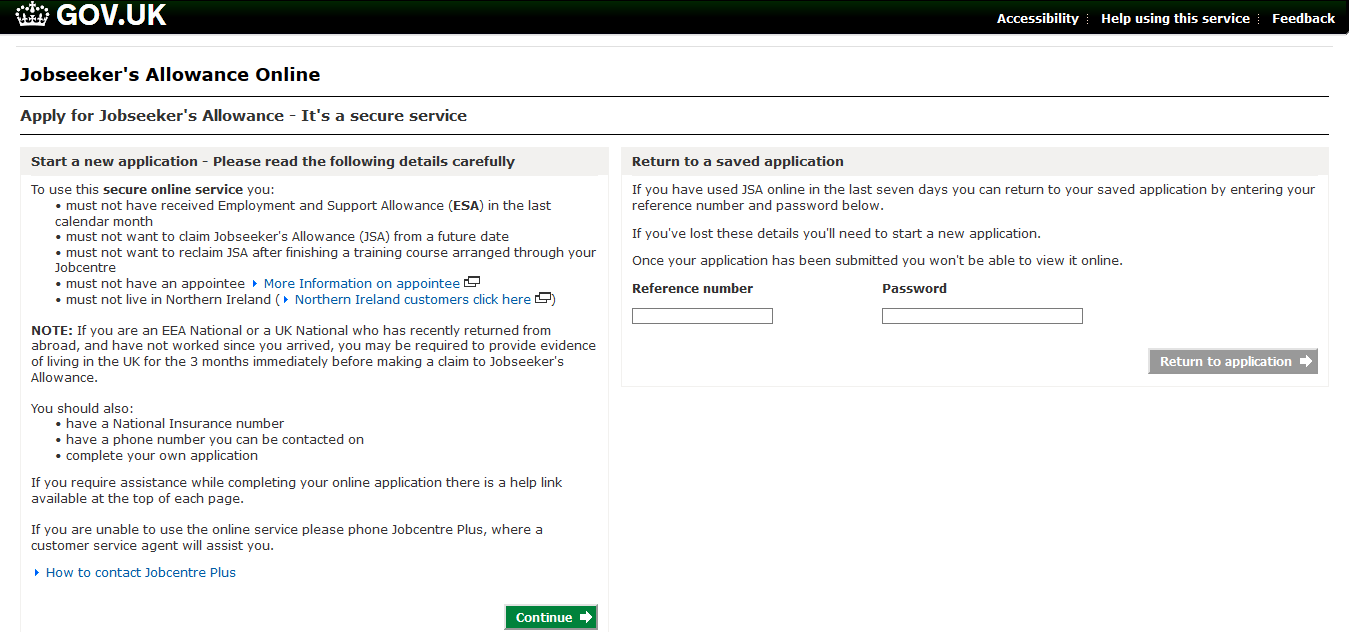 GOV.UK
Accessibility
Help using this service
Feedback
Jobseeker's Allowance Online
Apply for Jobseeker's Allowance - It's a secure service
Start a new application - Please read the following details carefully
To use this secure online service you:
• must not have received Employment and Support Allowance (ESA) in the last
calendar month
• must not want to claim Jobseeker's Allowance (JSA) from a future date
• must not want to reclaim JSA after finishing a training course arranged through your
Jobcentre
• must not have an appointee More Information on appointee
• must not live in Northern Ireland ( Northern Ireland customers click here )
NOTE: If you are an EEA National or a UK National who has recently returned from
abroad, and have not worked since you arrived, you may be required to provide evidence
of living in the UK for the 3 months immediately before making a claim to Jobseeker's
Allowance.
You should also:
• have a National Insurance number
• have a phone number you can be contacted on
• complete your own application
If you require assistance while completing your online application there is a help link
available at the top of each page.
If you are unable to use the online service please phone Jobcentre Plus, where a
customer service agent will assist you.
How to contact Jobcentre Plus
Continue
Return to a saved application
If you have used JSA online in the last seven days you can return to your saved application by entering your
reference number and password below.
If you've lost these details you'll need to start a new application.
Once your application has been submitted you won't be able to view it online.
Reference number
Password
Return to application